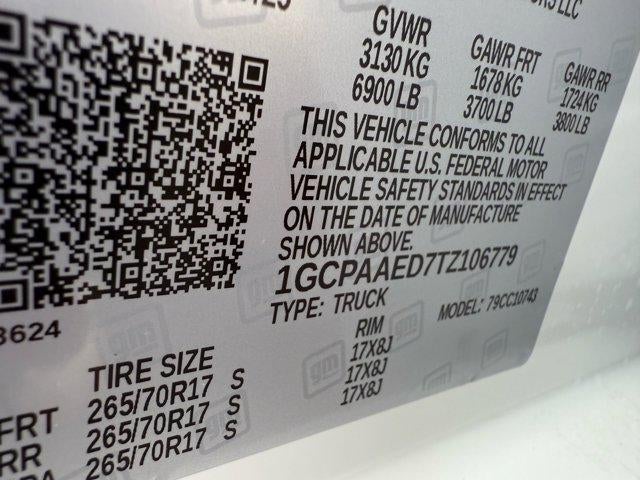 GVWR GAWR FRT GAWR RR
3130 KG 1678 KG 1724 KG
6900 LB 3700 LB 3800 LB
THIS VEHICLE CONFORMS TO ALL
APPLICABLE U.S. FEDERAL MOTOR
VEHICLE SAFETY STANDARDS IN EFFECT
ON THE DATE OF MANUFACTURE
SHOWN ABOVE.
1GCPAAED7TZ106779
TYPE: TRUCK MODEL: 79CC10743
3624
TIRE SIZE RIM
FRT 265/70R17 S 17X8J
RR 265/70R17 S 17X8J
265/70R17 S 17X8J